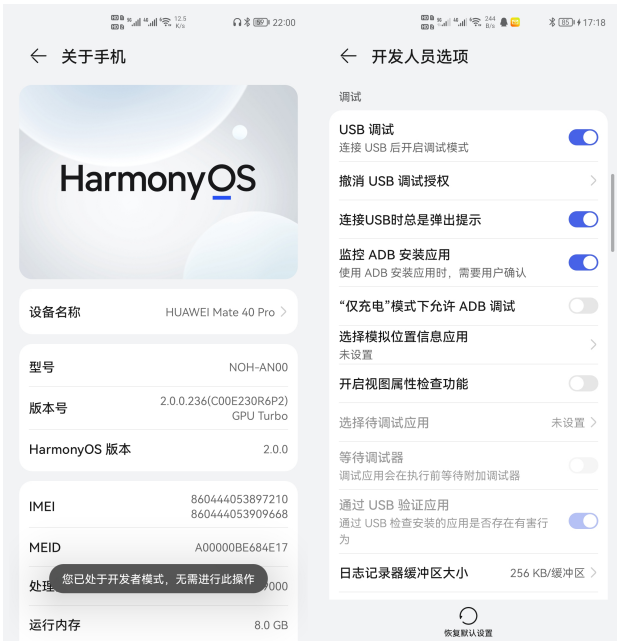 12.5
K/s
22:00
关于手机
HarmonyOS
设备名称
HUAWEI Mate 40 Pro
型号
NOH-AN00
版本号
2.0.0.236(C00E230R6P2)
GPU Turbo
HarmonyOS 版本
2.0.0
IMEI
860444053897210
860444053909668
MEID
A00000BE684E17
您已处于开发者模式，无需进行此操作
运行内存
8.0 GB
244
B/s
85
17:18
开发人员选项
调试
USB 调试
连接 USB 后开启调试模式
撤消 USB 调试授权
连接USB时总是弹出提示
监控 ADB 安装应用
使用 ADB 安装应用时，需要用户确认
“仅充电”模式下允许 ADB 调试
选择模拟位置信息应用
未设置
开启视图属性检查功能
选择待调试应用
未设置
等待调试器
调试应用会在执行前等待附加调试器
通过 USB 验证应用
通过 USB 检查安装的应用是否存在有害行
为
日志记录器缓冲区大小
256 KB/缓冲区
恢复默认设置